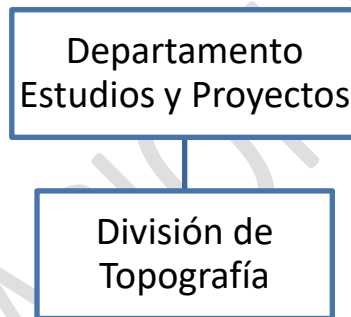 Departamento
Estudios y Proyectos
División de
Topografía